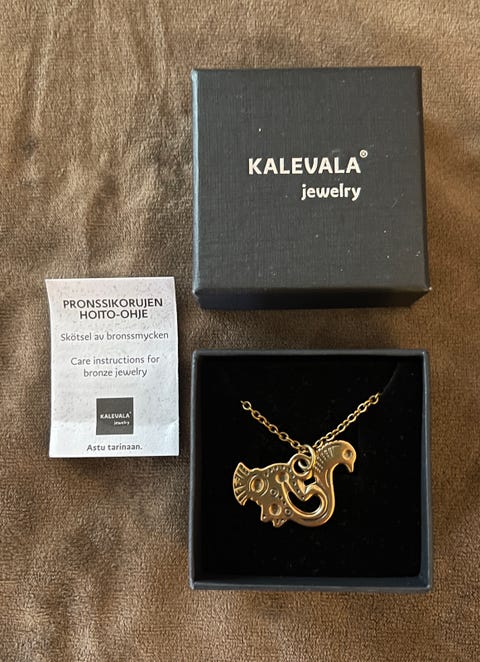 KALEVALA®
jewelry
PRONSSIKORUJEN
HOITO-OHJE
Skötsel av bronssmycken
Care instructions for
bronze jewelry
KALEVALA®
jewelry
Astu tarinaan.